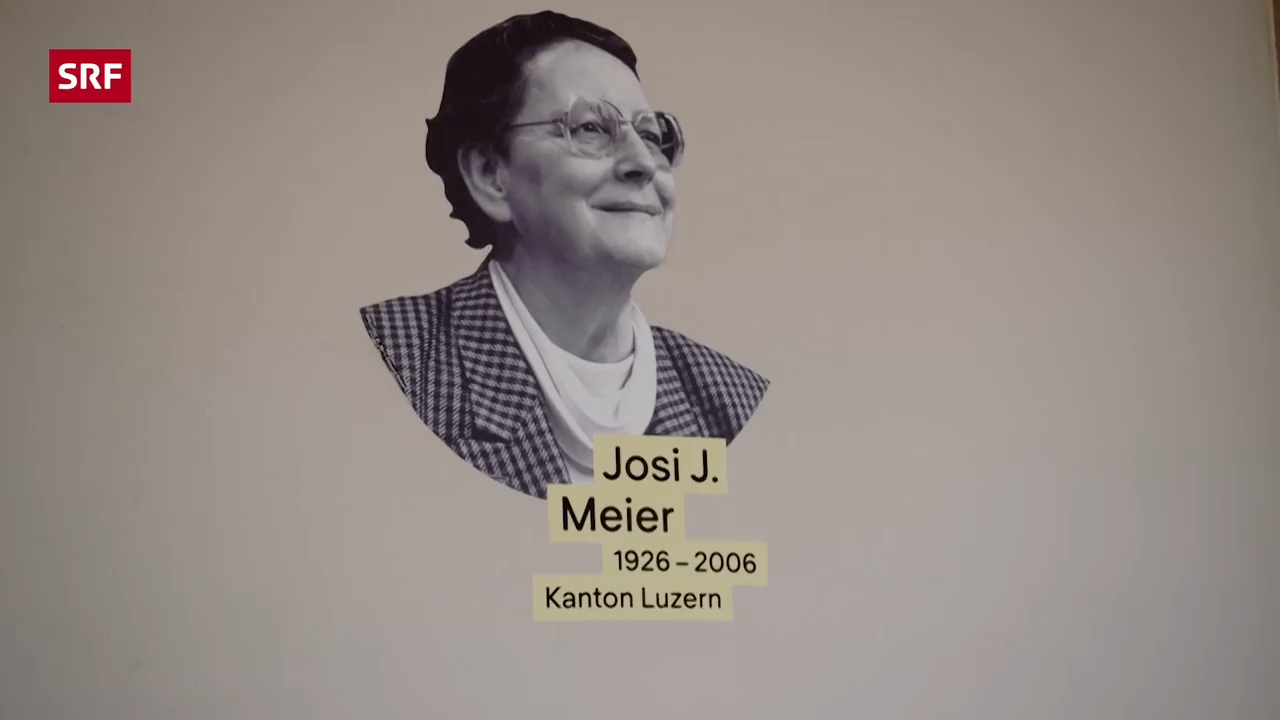 SRF
Josi J.
Meier
1926 – 2006
Kanton Luzern